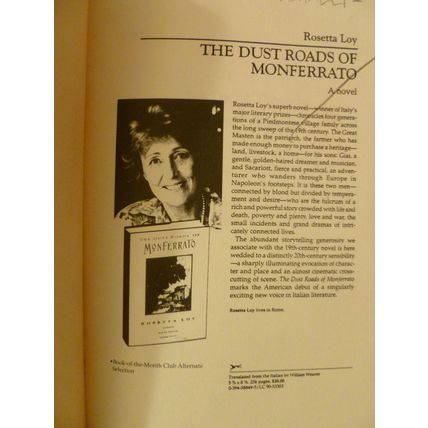 Rosetta Loy
THE DUST ROADS OF
MONFERRATO
A novel
Rosetta Loy's superb novel—winner of Italy's
major literary prizes—chronicles four genera-
tions of a Piedmontese village family across
the long sweep of the 19th century. The Great
Masten is the patriarch, the farmer who has
made enough money to purchase a heritage—
land, livestock, a home—for his sons: Giai, a
gentle, golden-haired dreamer and musician,
and Sacarlott, fierce and practical, an adven-
turer who wanders through Europe in
Napoleon's footsteps. It is these two men—
connected by blood but divided by tempera-
ment and desire—who are the fulcrum of a
rich and powerful story crowded with life and
death, poverty and plenty, love and war, the
small incidents and grand dramas of intri-
cately connected lives.
The abundant storytelling generosity we
associate with the 19th-century novel is here
wedded to a distinctly 20th-century sensibility
—a sharply illuminating evocation of charac-
ter and place and an almost cinematic cross-
cutting of scene. The Dust Roads of Monferrato
marks the American debut of a singularly
exciting new voice in Italian literature.
Rosetta Loy lives in Rome.
THE DUST ROADS OF
MONFERRATO
ROSETTA LOY
•Book-of-the-Month Club Alternate
Selection
Translated from the Italian by William Weaver